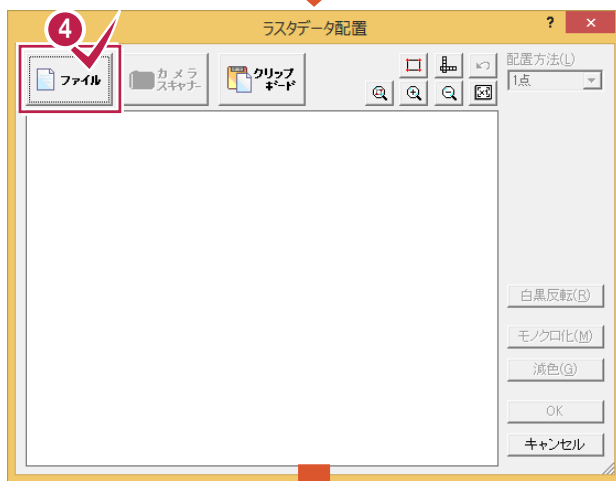 4
ラスタデータ配置
?
ファイル
カメラ
スキャナー
クリップ
ボード
配置方法(L)
1点
×1
白黒反転(R)
モノクロ化(M)
減色(G)
OK
キャンセル